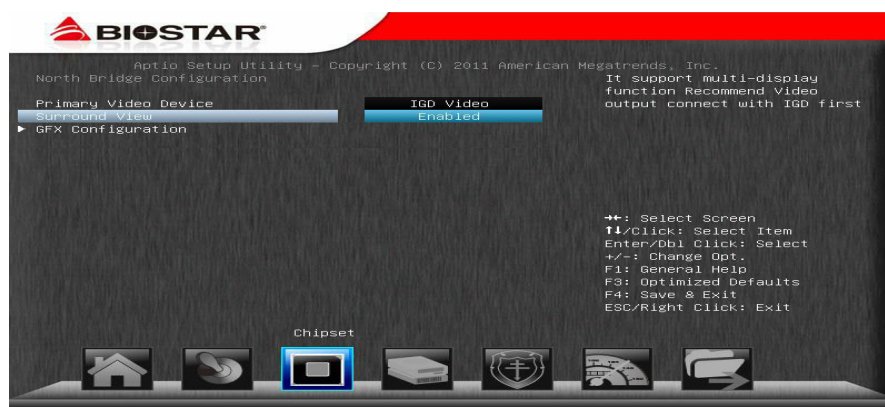 BIOSTAR
Aptio Setup Utility - Copyright (C) 2011 American Megatrends, Inc.
North Bridge Configuration
Primary Video Device IGD Video
Surround View Enabled
► GFX Configuration
It support multi-display
function Recommend Video
output connect with IGD first
→←: Select Screen
↑↓/Click: Select Item
Enter/Dbl Click: Select
+/-: Change Opt.
F1: General Help
F3: Optimized Defaults
F4: Save & Exit
ESC/Right Click: Exit
Chipset